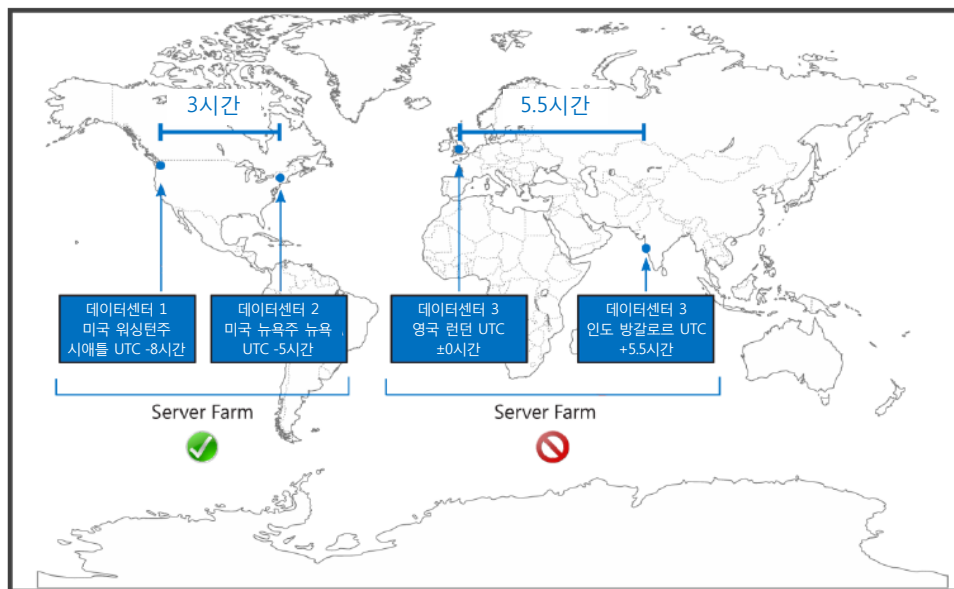 3시간
5.5시간
데이터센터 1
미국 워싱턴주
시애틀 UTC -8시간
데이터센터 2
미국 뉴욕주 뉴욕 ,
UTC -5시간
데이터센터 3
영국 런던 UTC
±0시간
데이터센터 3
인도 방갈로르 UTC
+5.5시간
Server Farm
Server Farm